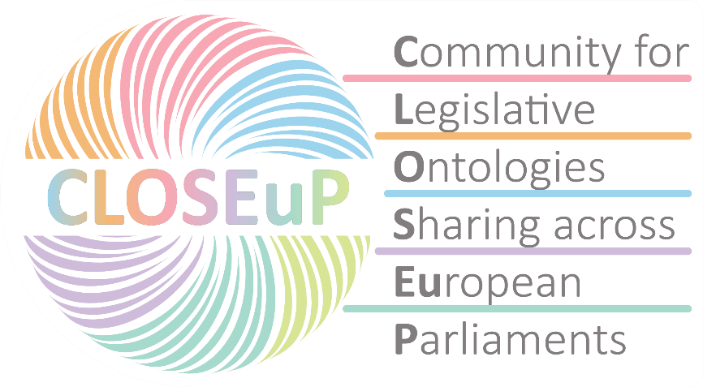 CLOSEuP
Community for
Legislative
Ontologies
Sharing across
European
Parliaments